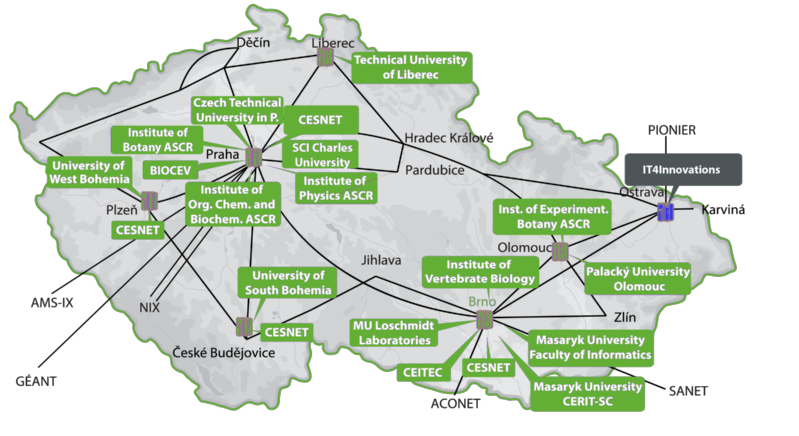 Děčín
Liberec
Technical University
of Liberec
Czech Technical
University in P.
CESNET
PIONIER
Institute of
Botany ASCR
Hradec Králové
Praha
SCI Charles
University
BIOCEV
Pardubice
IT4Innovations
University of
West Bohemia
Institute of
Physics ASCR
Institute of
Org. Chem. and
Biochem. ASCR
Ostrava
Karviná
Plzeň
CESNET
Inst. of Experiment.
Botany ASCR
Olomouc
Jihlava
Institute of
Vertebrate Biology
Palacký University
Olomouc
University of
South Bohemia
AMS-IX
NIX
Brno
Zlín
CESNET
MU Loschmidt
Laboratories
Masaryk University
Faculty of Informatics
České Budějovice
GÉANT
CEITEC
CESNET
Masaryk University
CERIT-SC
SANET
ACONET